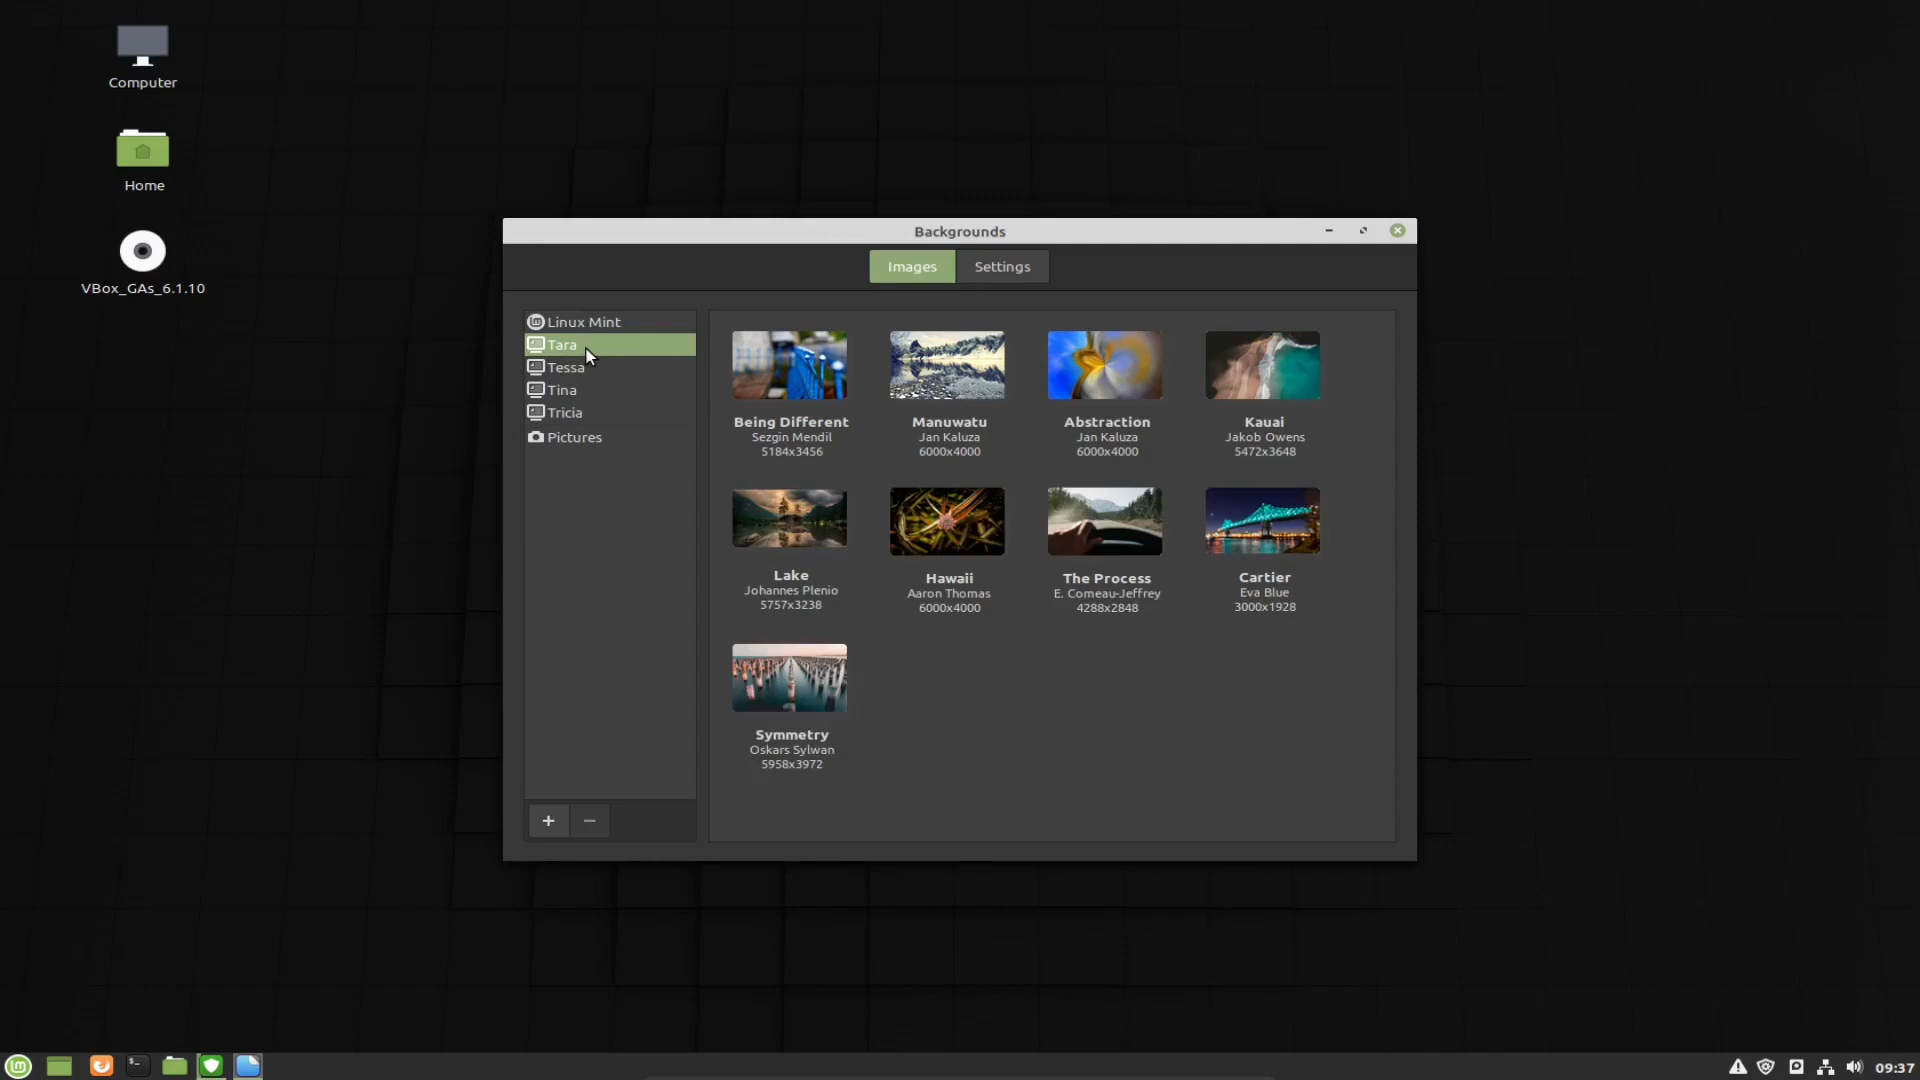 Computer
Home
VBox_GAs_6.1.10
Backgrounds
Images
Settings
Linux Mint
Tara
Tessa
Tina
Tricia
Pictures
Being Different
Sezgin Mendil
5184x3456
Manuwatu
Jan Kaluza
6000x4000
Abstraction
Jan Kaluza
6000x4000
Kauai
Jakob Owens
5472x3648
Lake
Johannes Plenio
5757x3238
Hawaii
Aaron Thomas
6000x4000
The Process
E. Comeau-Jeffrey
4288x2848
Cartier
Eva Blue
3000x1928
Symmetry
Oskars Sylwan
5958x3972
09:37